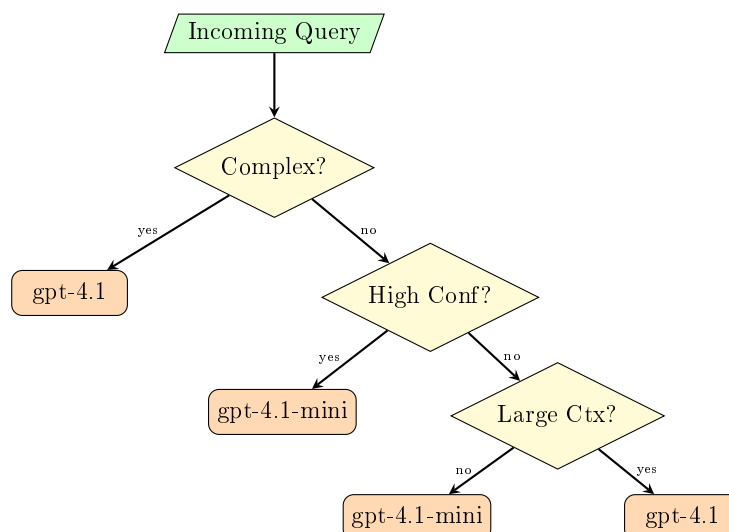 Incoming Query
Complex?
yes
no
gpt-4.1
High Conf?
yes
no
gpt-4.1-mini
Large Ctx?
no
yes
gpt-4.1-mini
gpt-4.1